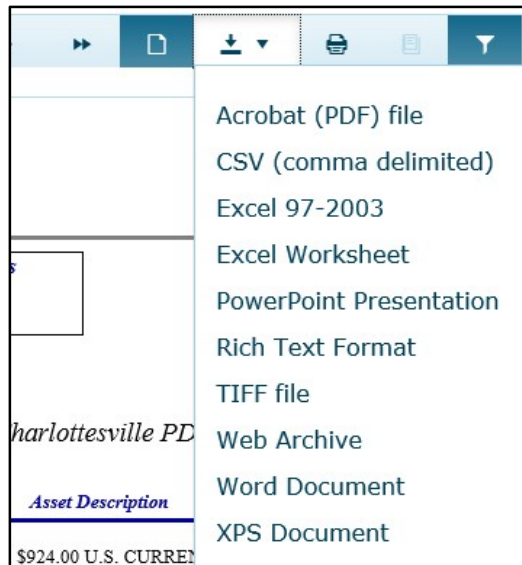 Acrobat (PDF) file
CSV (comma delimited)
Excel 97-2003
Excel Worksheet
PowerPoint Presentation
Rich Text Format
TIFF file
Web Archive
Word Document
XPS Document
harlottesville PD
Asset Description
$924.00 U.S. CURREN